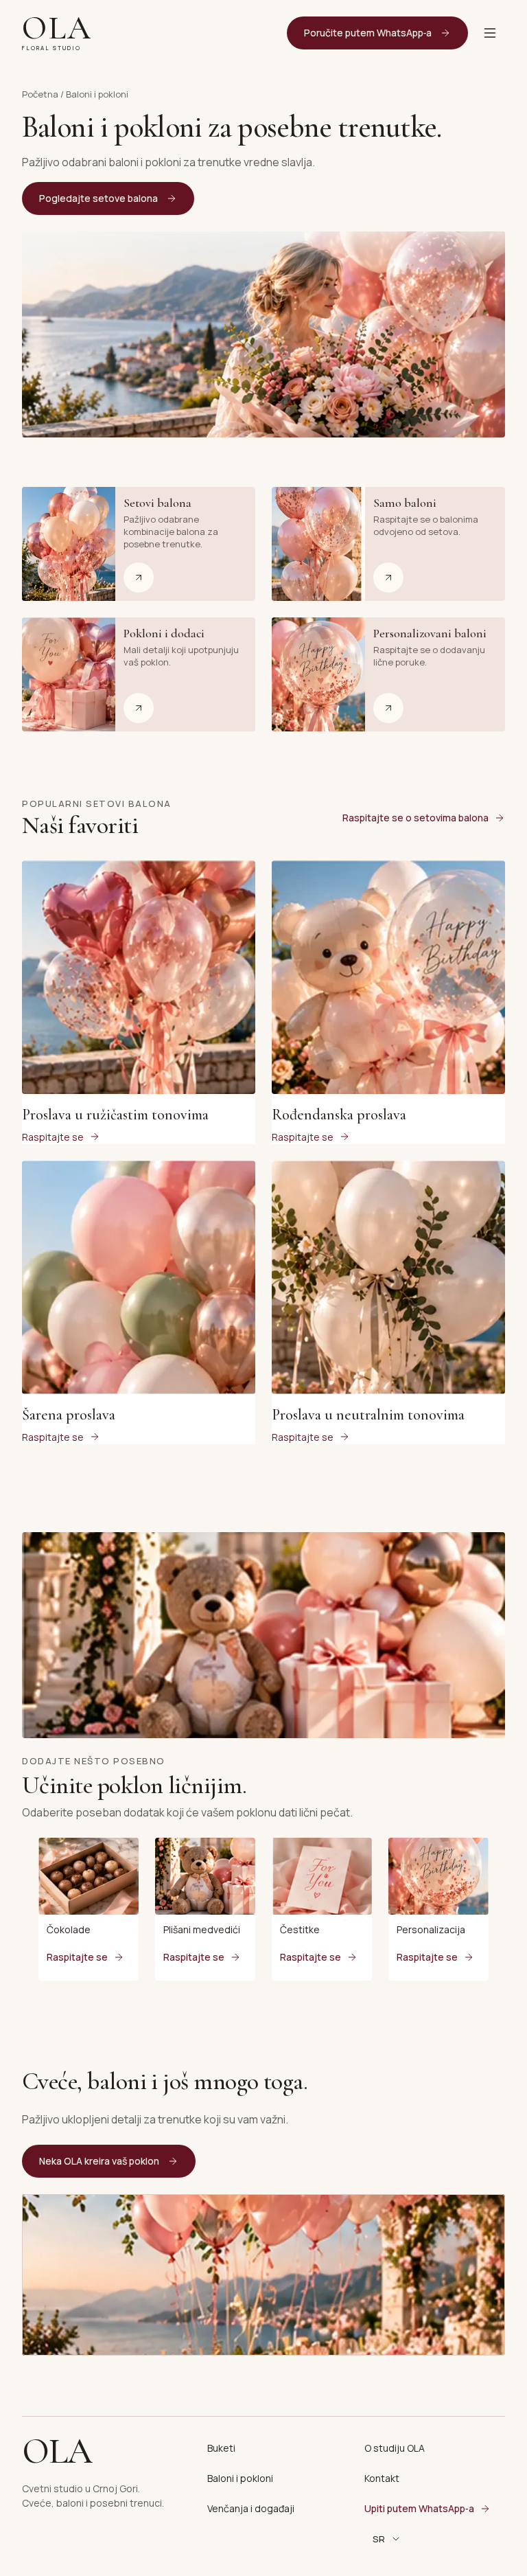 OLA
FLORAL STUDIO
Poručite putem WhatsApp-a
Početna / Baloni i pokloni
Baloni i pokloni za posebne trenutke.
Pažljivo odabrani baloni i pokloni za trenutke vredne slavlja.
Pogledajte setove balona
Setovi balona
Pažljivo odabrane
kombinacije balona za
posebne trenutke.
Samo baloni
Raspitajte se o balonima
odvojeno od setova.
For
You
Pokloni i dodaci
Mali detalji koji upotpunjuju
vaš poklon.
Happy
Birthday
Personalizovani baloni
Raspitajte se o dodavanju
lične poruke.
POPULARNI SETOVI BALONA
Naši favoriti
Raspitajte se o setovima balona
Happy
Birthday
Proslava u ružičastim tonovima
Raspitajte se
Rođendanska proslava
Raspitajte se
Šarena proslava
Raspitajte se
Proslava u neutralnim tonovima
Raspitajte se
DODAJTE NEŠTO POSEBNO
Učinite poklon ličnijim.
Odaberite poseban dodatak koji će vašem poklonu dati lični pečat.
For
You
Happy
Birthday
Čokolade
Raspitajte se
Plišani medvedići
Raspitajte se
Čestitke
Raspitajte se
Personalizacija
Raspitajte se
Cveće, baloni i još mnogo toga.
Pažljivo uklopljeni detalji za trenutke koji su vam važni.
Neka OLA kreira vaš poklon
OLA
Cvetni studio u Crnoj Gori.
Cveće, baloni i posebni trenuci.
Buketi
Baloni i pokloni
Venčanja i događaji
O studiju OLA
Kontakt
Upiti putem WhatsApp-a
SR